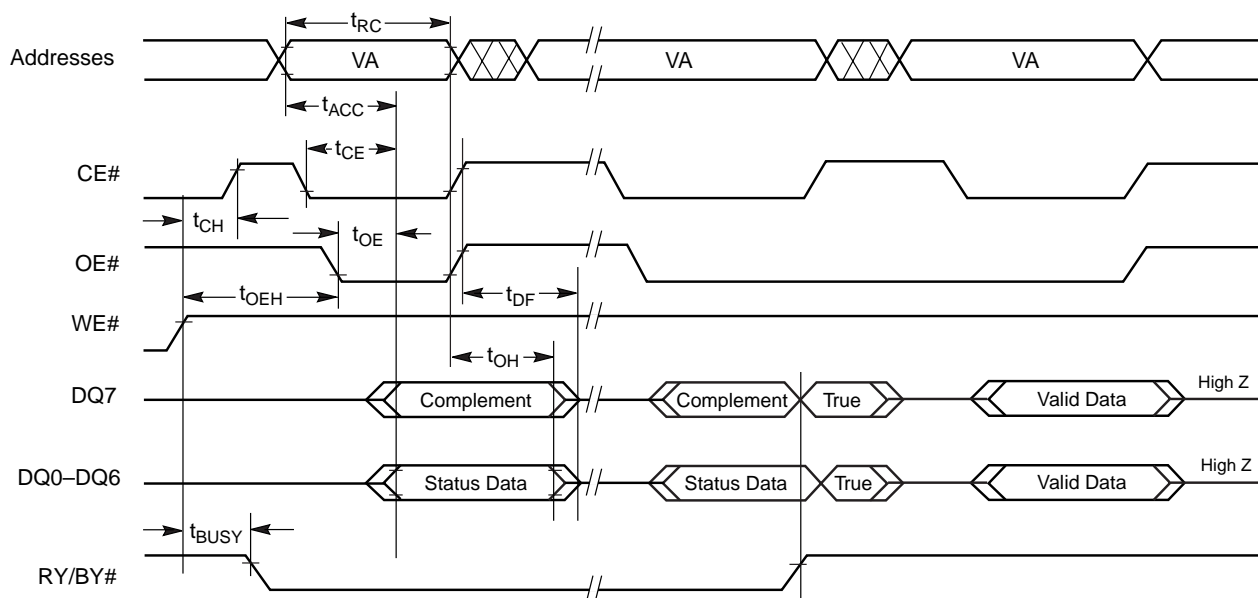 tRC
Addresses VA VA VA
tACC
tCE
CE#
tCH tOE
OE#
tOEH tDF
WE#
tOH
DQ7 Complement Complement True Valid Data High Z
DQ0–DQ6 Status Data Status Data True Valid Data High Z
tBUSY
RY/BY#